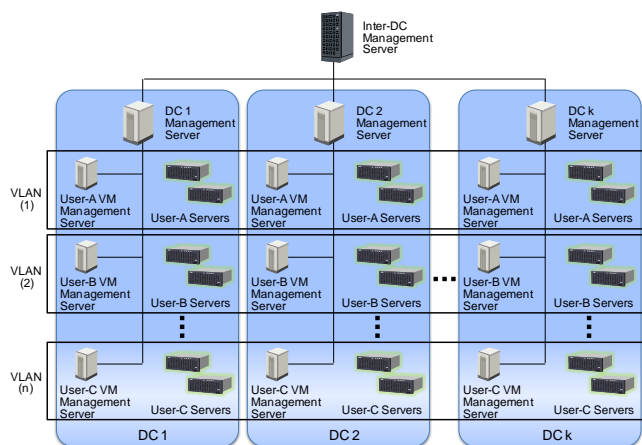 Inter-DC
Management
Server
DC 1
Management
Server
DC 2
Management
Server
DC k
Management
Server
VLAN
(1)
User-A VM
Management
Server
User-A Servers
User-A VM
Management
Server
User-A Servers
User-A VM
Management
Server
User-A Servers
VLAN
(2)
User-B VM
Management
Server
User-B Servers
User-B VM
Management
Server
User-B Servers
User-B VM
Management
Server
User-B Servers
VLAN
(n)
User-C VM
Management
Server
User-C Servers
User-C VM
Management
Server
User-C Servers
User-C VM
Management
Server
User-C Servers
DC 1
DC 2
DC k